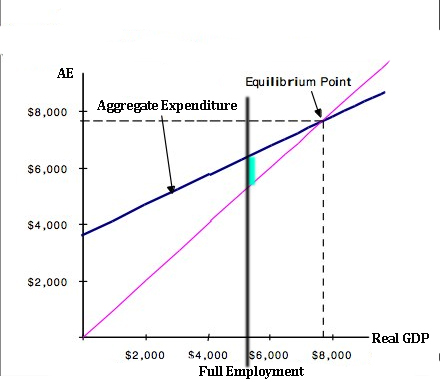 AE
Equilibrium Point
$8,000
Aggregate Expenditure
$6,000
$4,000
$2,000
Real GDP
$2,000 $4,000 $6,000 $8,000
Full Employment